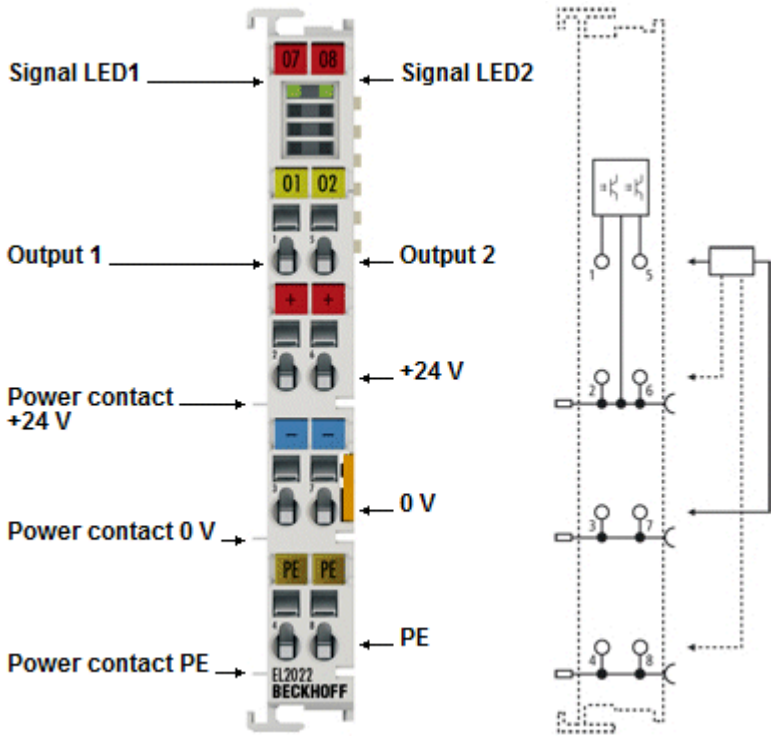 07 08
Signal LED1
Signal LED2
01 02
Output 1
1 5
Output 2
1 5
+ +
2 6
+24 V
2 6
Power contact
+24 V
- -
3 7
0 V
3 7
Power contact 0 V
PE PE
4 8
PE
4 8
Power contact PE
EL2022
BECKHOFF